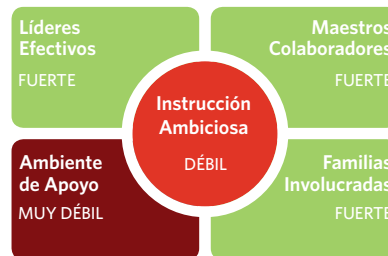 Líderes
Efectivos
FUERTE
Maestros
Colaboradores
FUERTE
Instrucción
Ambiciosa
DÉBIL
Ambiente
de Apoyo
MUY DÉBIL
Familias
Involucradas
FUERTE